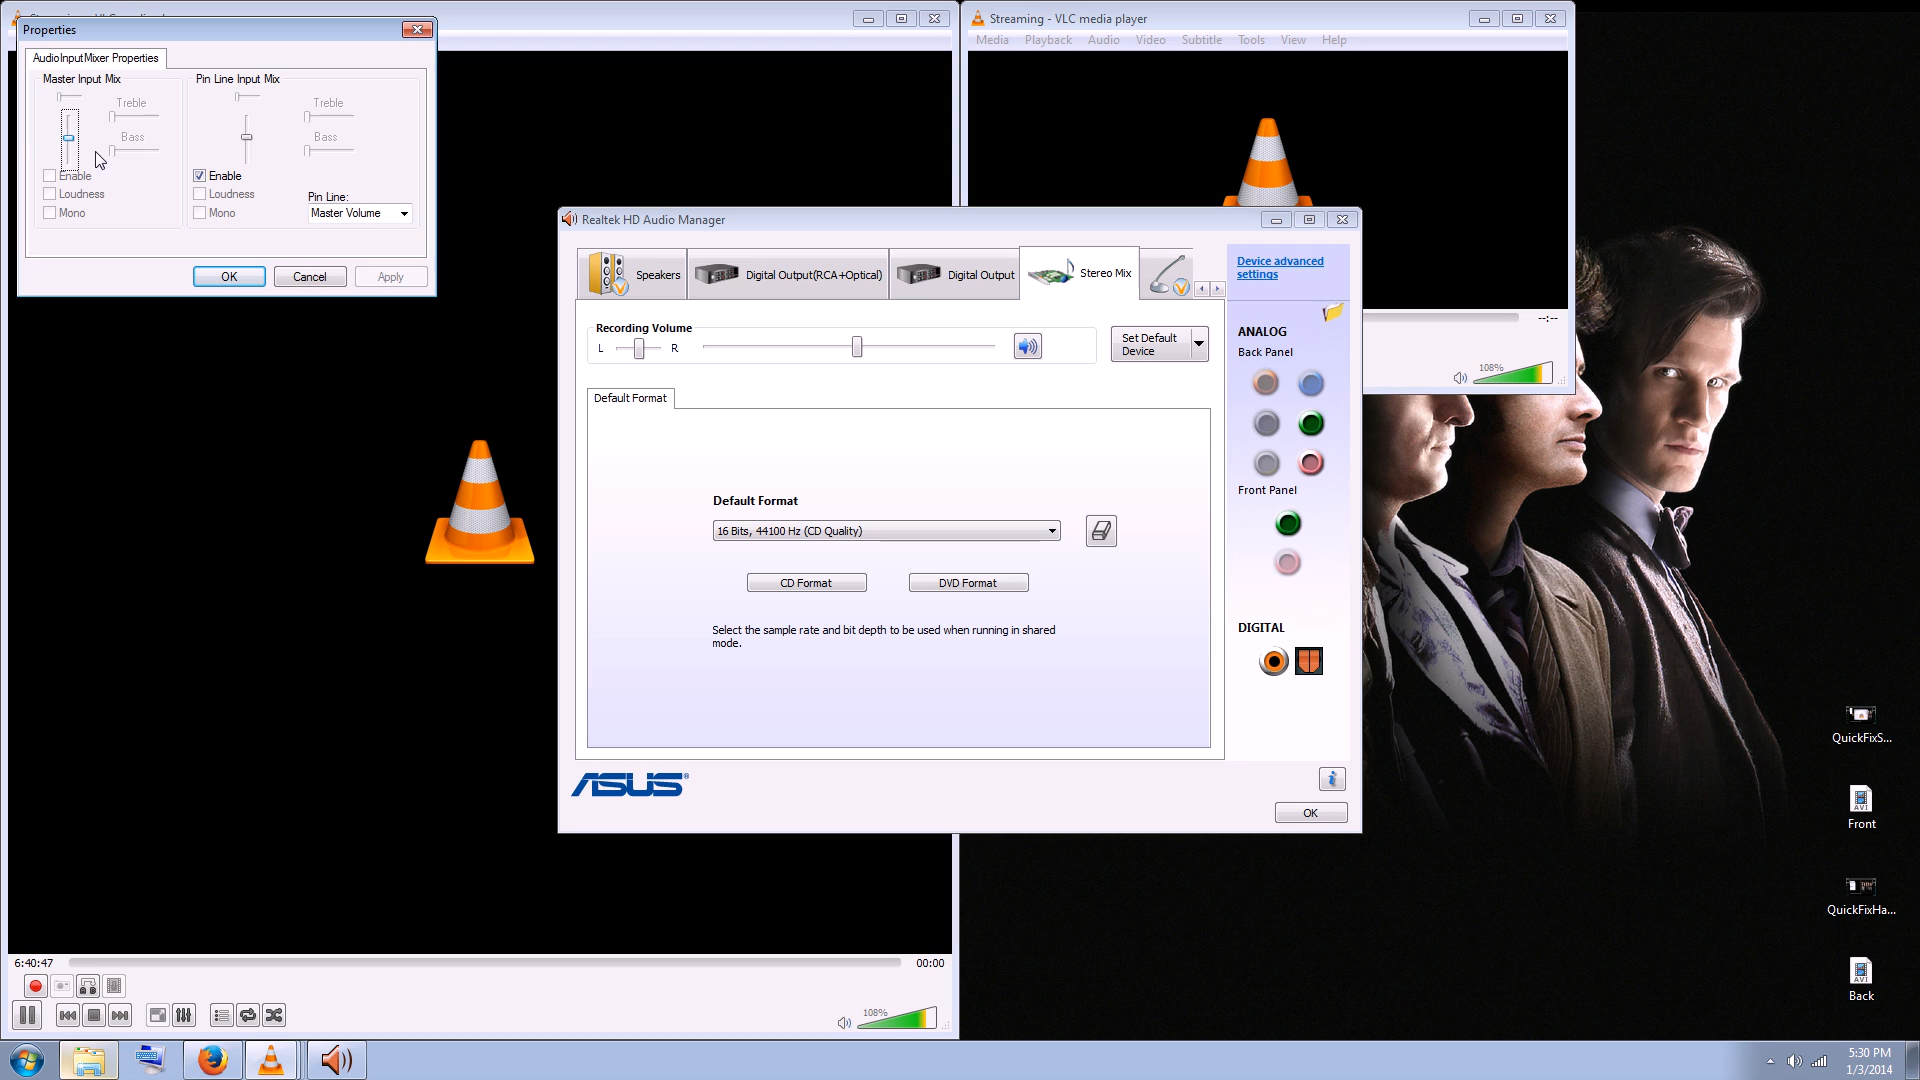 Properties
AudioInputMixer Properties
Master Input Mix
Treble
Bass
Enable
Loudness
Mono
Pin Line Input Mix
Treble
Bass
Enable
Loudness
Mono
Pin Line:
Master Volume
OK
Cancel
Apply
Streaming - VLC media player
Media Playback Audio Video Subtitle Tools View Help
--:--
108%
Realtek HD Audio Manager
Speakers
Digital Output(RCA+Optical)
Digital Output
Stereo Mix
Device advanced
settings
Recording Volume
L
R
Set Default
Device
Default Format
Default Format
16 Bits, 44100 Hz (CD Quality)
CD Format
DVD Format
Select the sample rate and bit depth to be used when running in shared
mode.
ANALOG
Back Panel
Front Panel
DIGITAL
ASUS
OK
QuickFixS...
AVI
Front
QuickFixHa...
AVI
Back
6:40:47
00:00
108%
5:30 PM
1/3/2014